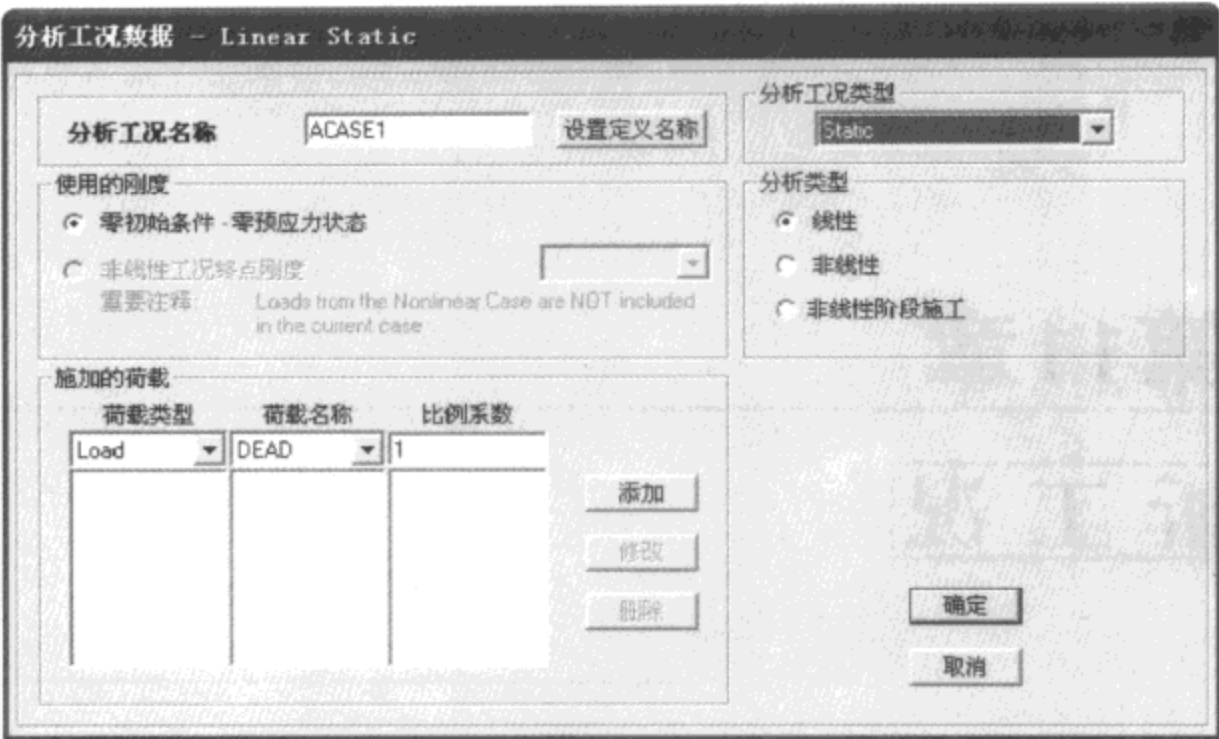 分析工况数据 - Linear Static
分析工况名称 ACASE1 设置定义名称
分析工况类型
Static
使用的刚度
零初始条件 - 零预应力状态
非线性工况终点刚度
重要注释 Loads from the Nonlinear Case are NOT included
in the current case
分析类型
线性
非线性
非线性阶段施工
施加的荷载
荷载类型 荷载名称 比例系数
Load DEAD 1
添加
修改
删除
确定
取消